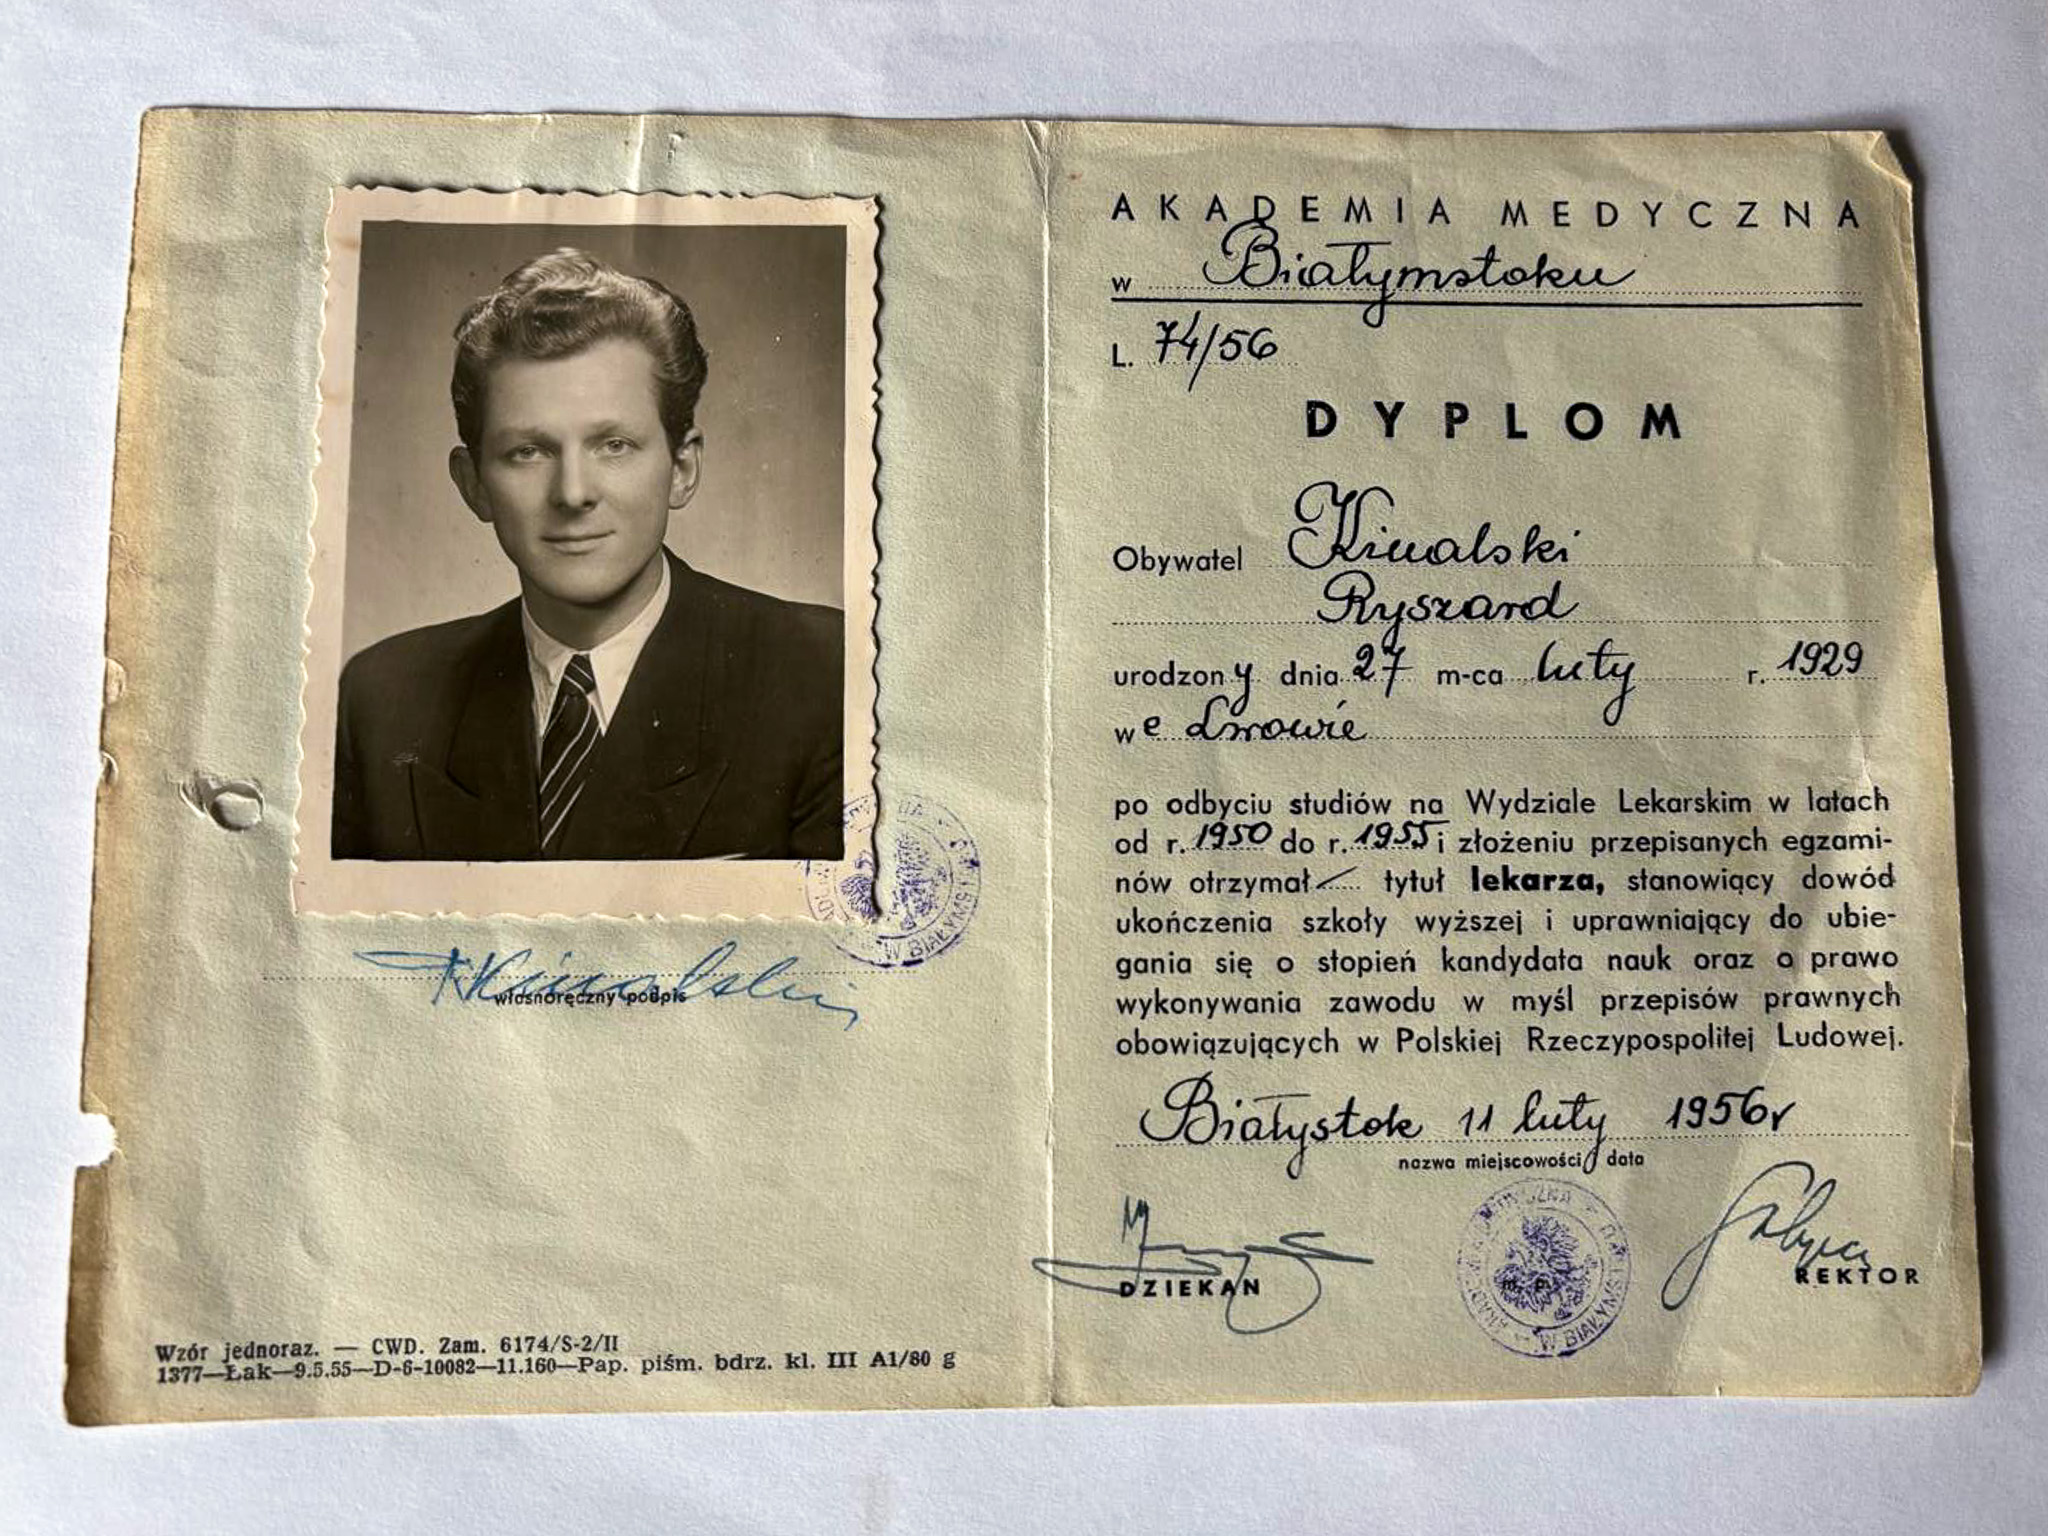 włosnoręczny podpis
Wzór jednoraz. — CWD. Zam. 6174/S-2/II
1377—Łak—9.5.55—D-6-10082—11.160—Pap. piśm. bdrz. kl. III A1/80 g
AKADEMIA MEDYCZNA
w Białymstoku
L. 74/56
DYPLOM
Obywatel Kiwalski
Ryszard
urodzony dnia 27 m-ca luty r. 1929
we Lwowie
po odbyciu studiów na Wydziale Lekarskim w latach
od r. 1950 do r. 1955 i złożeniu przepisanych egzami-
nów otrzymał tytuł lekarza, stanowiący dowód
ukończenia szkoły wyższej i uprawniający do ubie-
gania się o stopień kandydata nauk oraz o prawo
wykonywania zawodu w myśl przepisów prawnych
obowiązujących w Polskiej Rzeczypospolitej Ludowej.
Białystok 11 luty 1956r
nazwa miejscowości data
DZIEKAN
m. p.
W BIAŁYMSTOKU
REKTOR